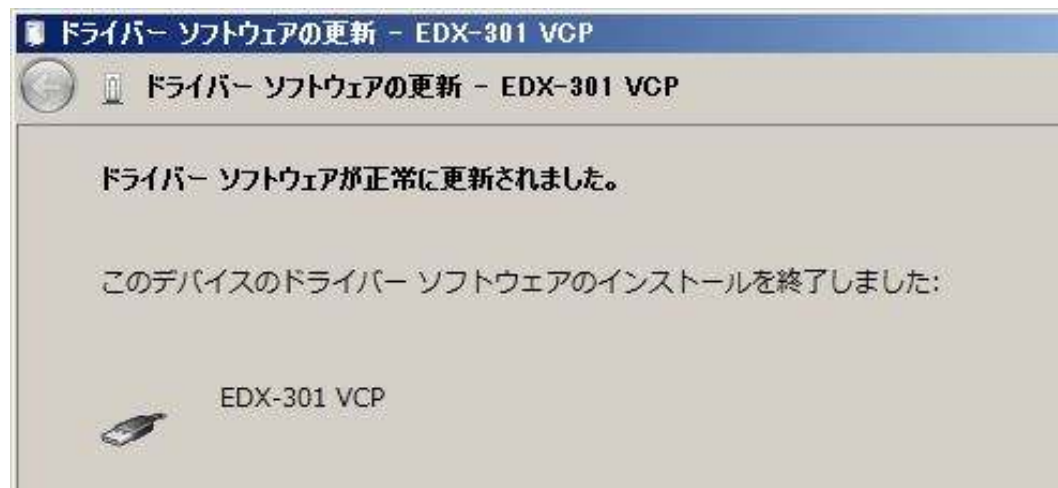 ドライバー ソフトウェアの更新 - EDX-301 VCP
ドライバー ソフトウェアの更新 - EDX-301 VCP
ドライバー ソフトウェアが正常に更新されました。
このデバイスのドライバー ソフトウェアのインストールを終了しました:
EDX-301 VCP